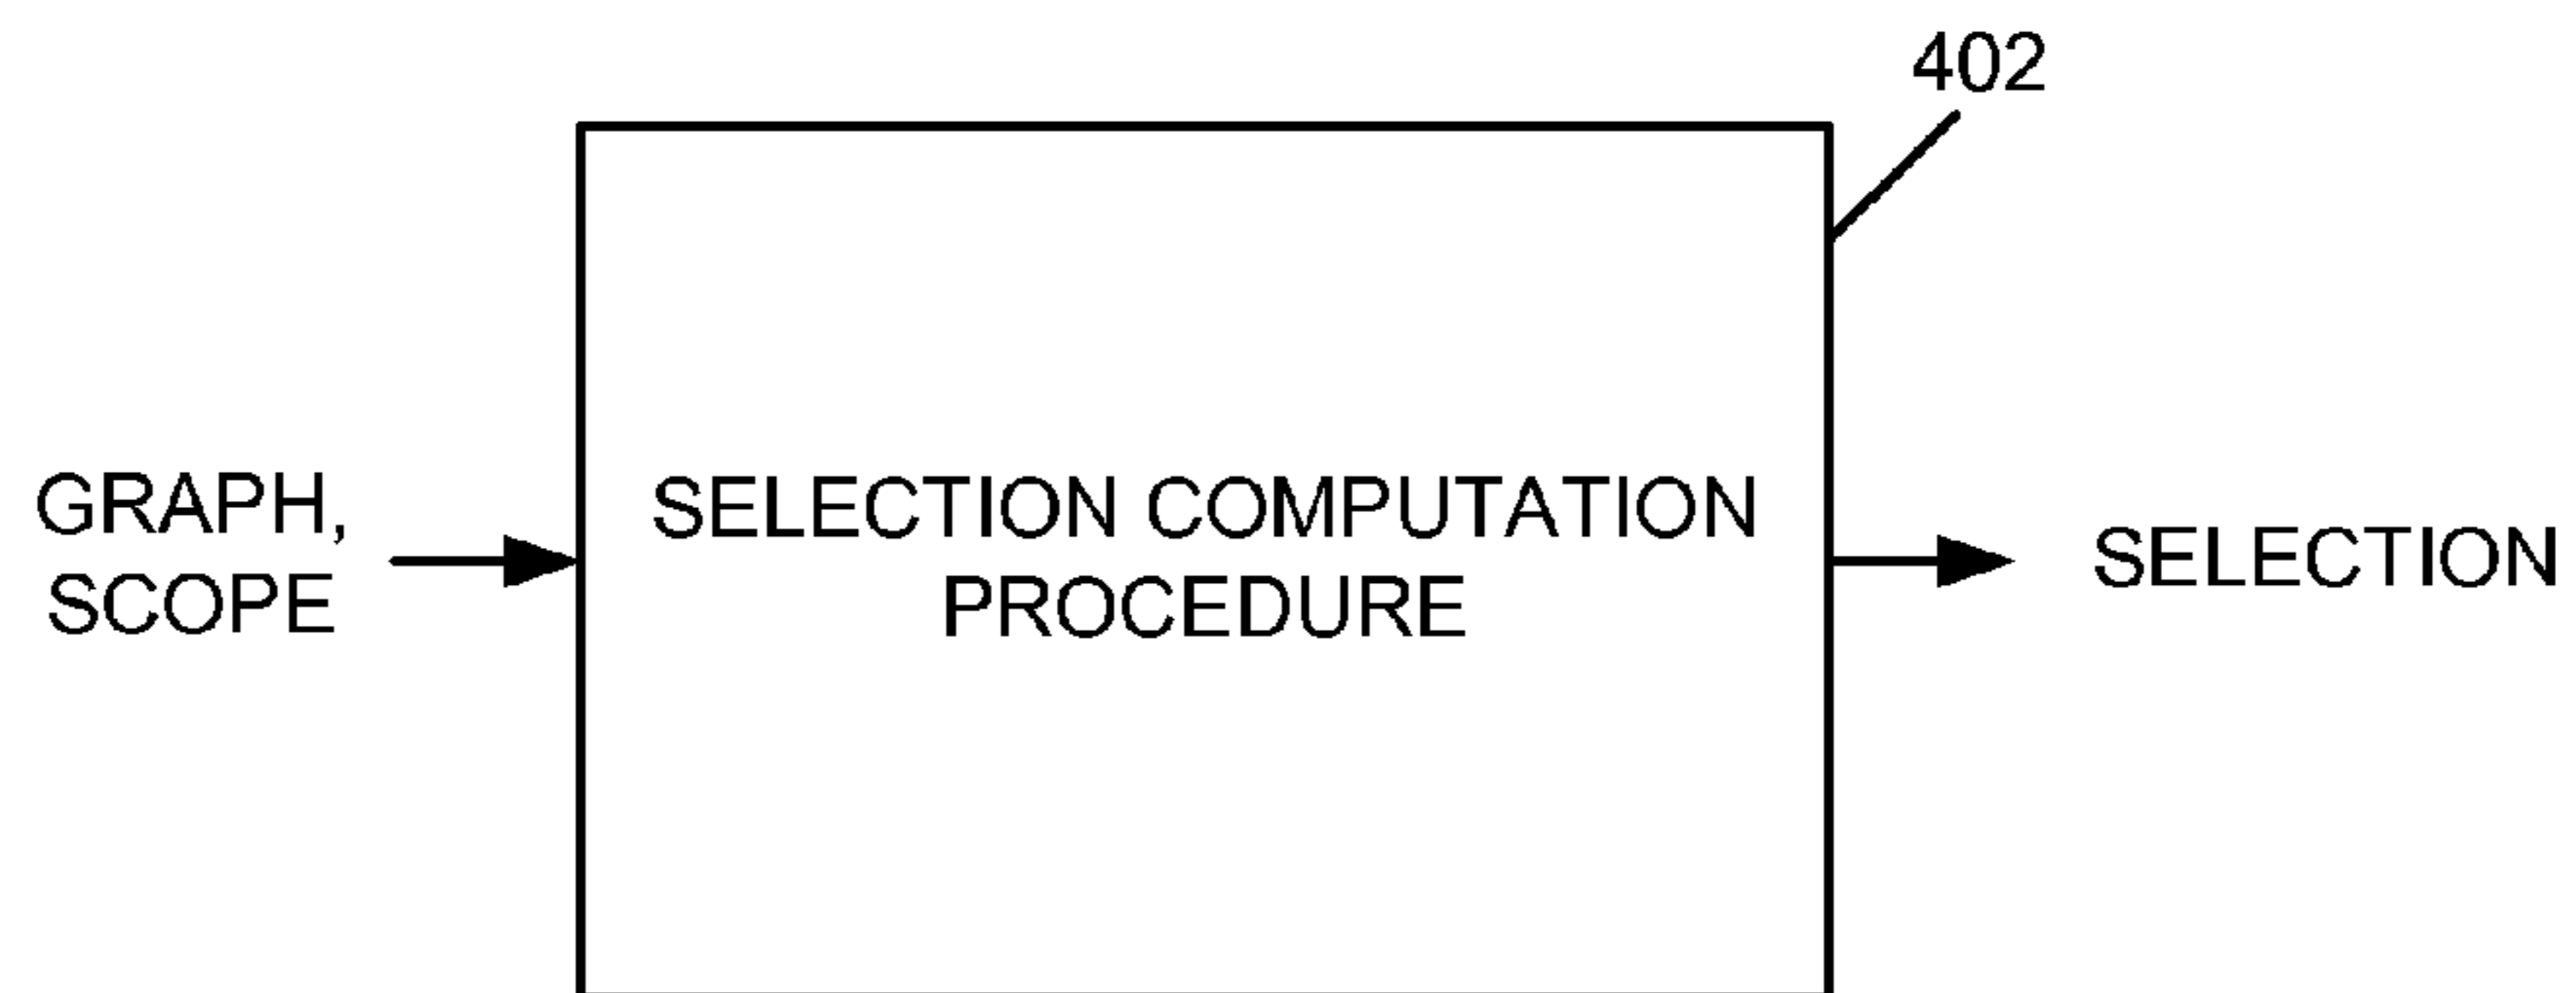 402
GRAPH,
SCOPE
SELECTION COMPUTATION
PROCEDURE
SELECTION